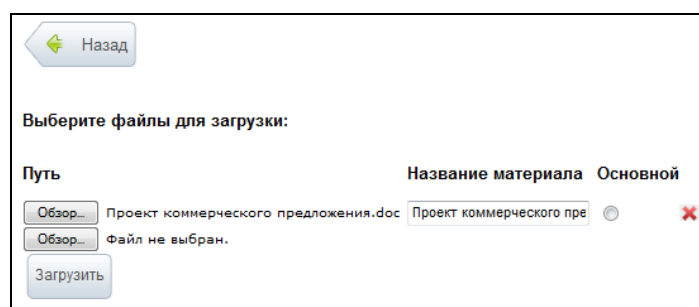 Назад
Выберите файлы для загрузки:
Путь Название материала Основной
Обзор... Проект коммерческого предложения.doc Проект коммерческого пре
Обзор... Файл не выбран.
Загрузить